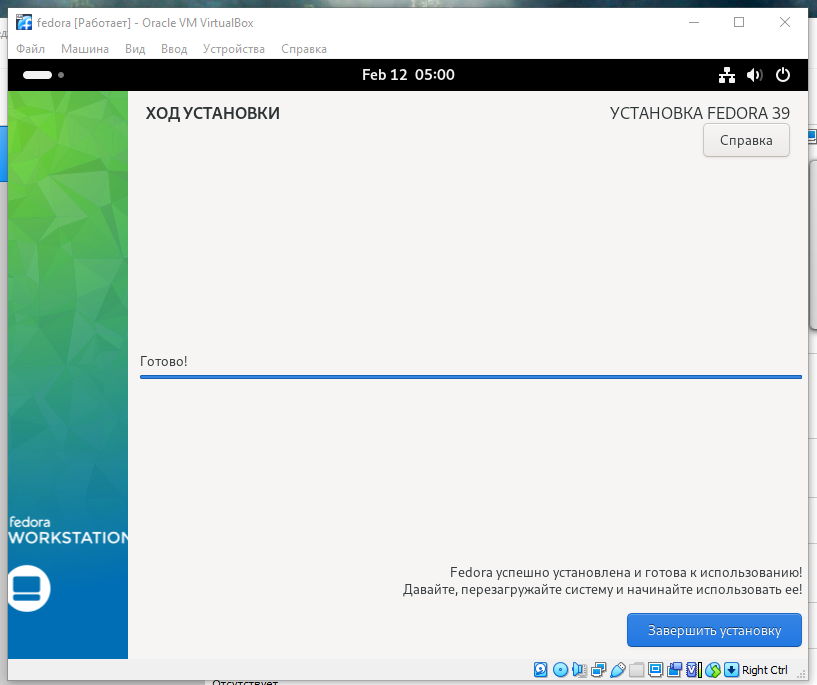 fedora [Работает] - Oracle VM VirtualBox
Файл Машина Вид Ввод Устройства Справка
Feb 12 05:00
ХОД УСТАНОВКИ
УСТАНОВКА FEDORA 39
Справка
Готово!
fedora
WORKSTATION
Fedora успешно установлена и готова к использованию!
Давайте, перезагружайте систему и начинайте использовать ее!
Завершить установку
Right Ctrl
Отсутствует